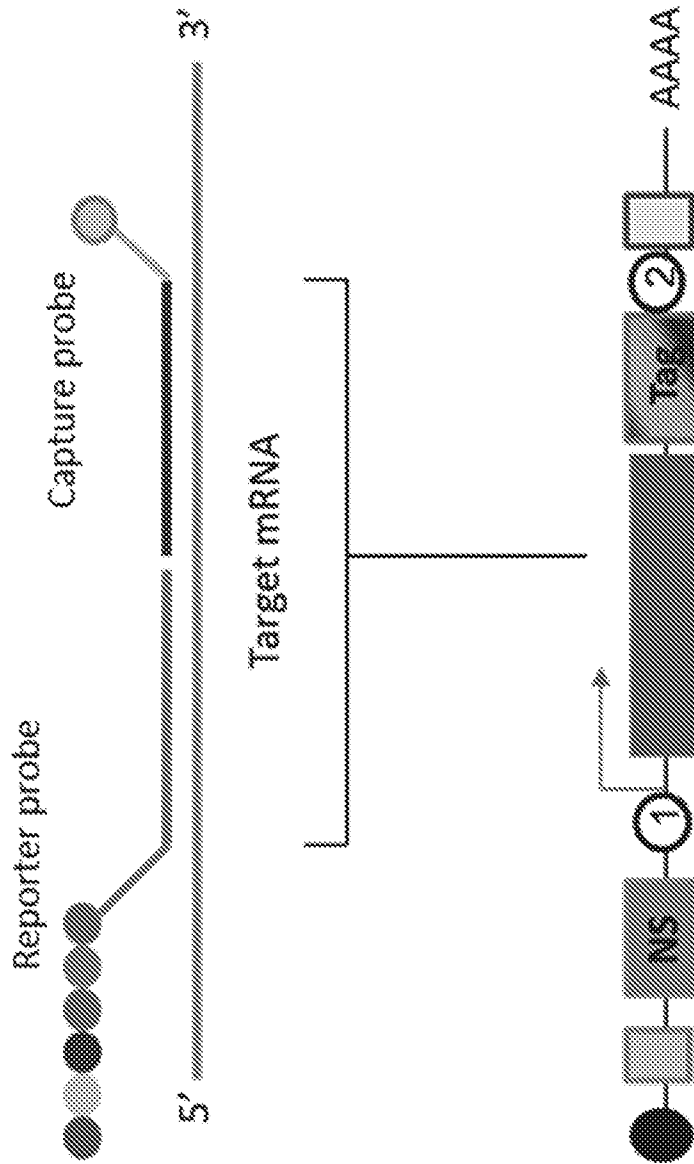 Reporter probe
Capture probe
5'
3'
Target mRNA
NS
1
Tag
2
AAAA